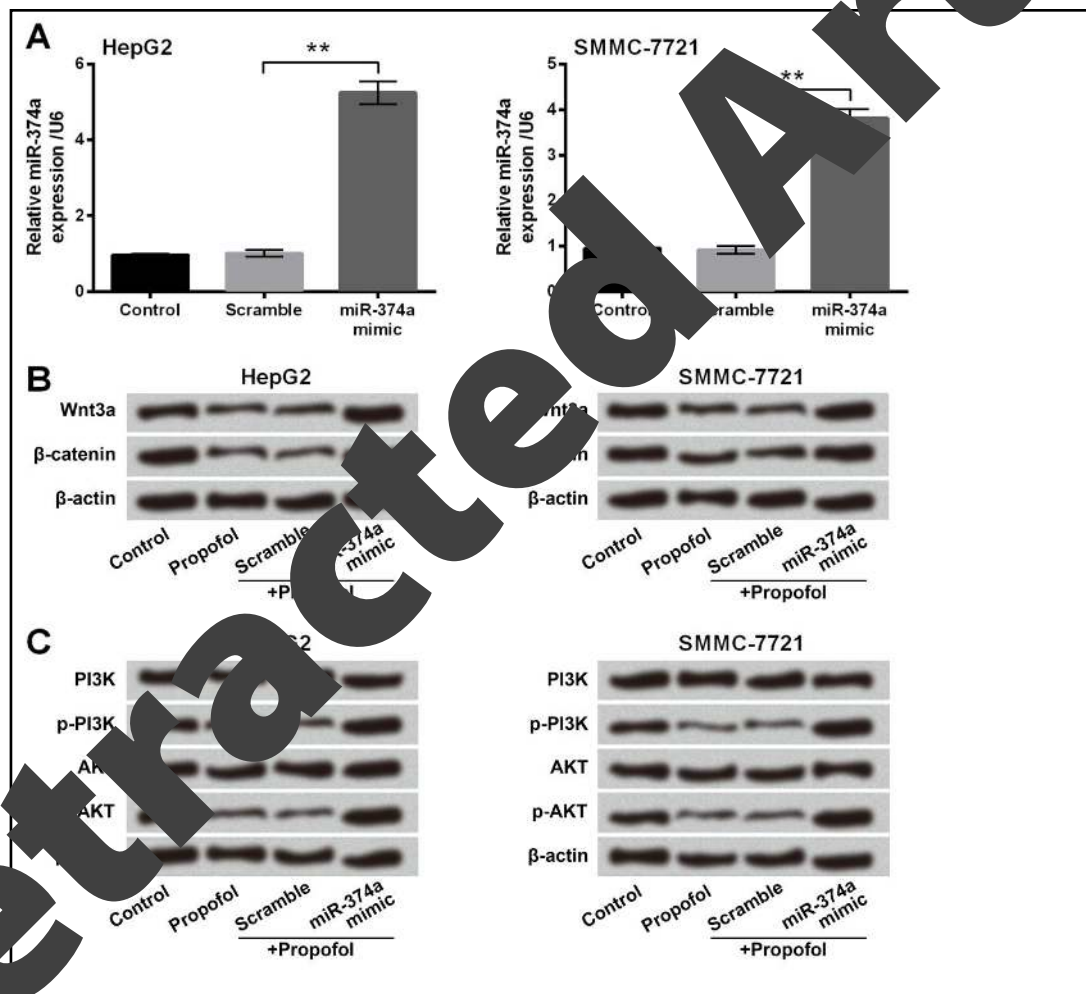 A
HepG2
**
Relative miR-374a
expression /U6
6
4
2
0
Control
Scramble
miR-374a
mimic
SMMC-7721
**
Relative miR-374a
expression /U6
5
4
3
2
1
Control
miR-374a
mimic
B
HepG2
Wnt3a
β-catenin
β-actin
Control
Propofol
Scramble
mimic
SMMC-7721
β-actin
Control
Propofol
Scramble
miR-374a
mimic
+Propofol
C
PI3K
p-PI3K
Control
Propofol
Scramble
miR-374a
mimic
+Propofol
SMMC-7721
PI3K
p-PI3K
AKT
p-AKT
β-actin
Control
Propofol
Scramble
miR-374a
mimic
+Propofol